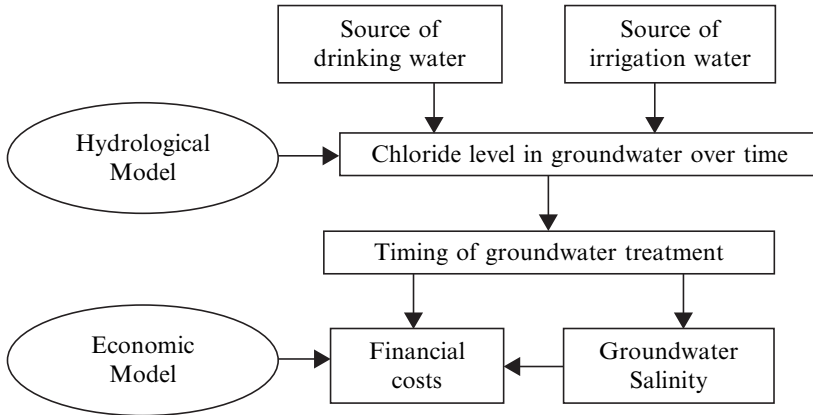 Source of
drinking water
Source of
irrigation water
Hydrological
Model
Chloride level in groundwater over time
Timing of groundwater treatment
Economic
Model
Financial
costs
Groundwater
Salinity